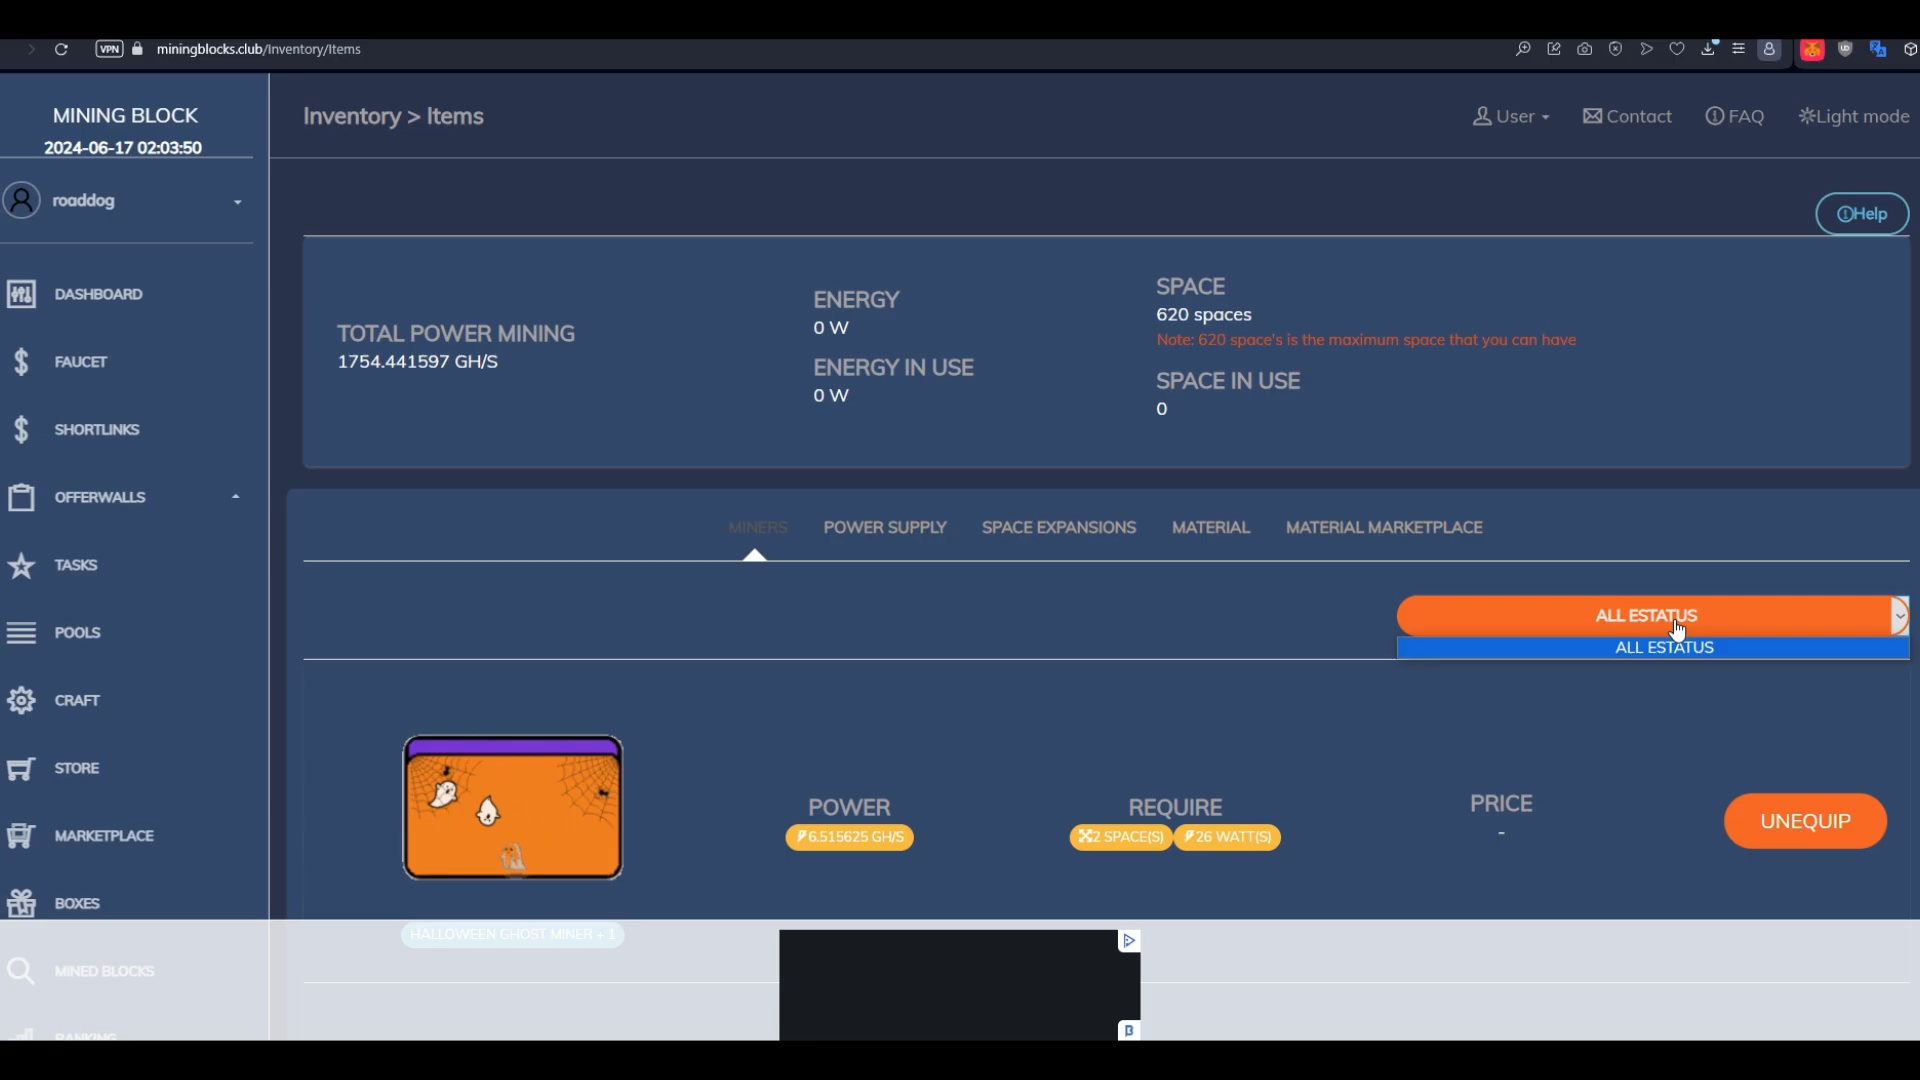 VPN miningblocks.club/Inventory/Items
MINING BLOCK
2024-06-17 02:03:50
roaddog
DASHBOARD
FAUCET
SHORTLINKS
OFFERWALLS
TASKS
POOLS
CRAFT
STORE
MARKETPLACE
BOXES
MINED BLOCKS
RANKING
Inventory > Items
User
Contact
FAQ
Light mode
Help
TOTAL POWER MINING
1754.441597 GH/S
ENERGY
0 W
ENERGY IN USE
0 W
SPACE
620 spaces
Note: 620 space's is the maximum space that you can have
SPACE IN USE
0
MINERS POWER SUPPLY SPACE EXPANSIONS MATERIAL MATERIAL MARKETPLACE
ALL ESTATUS
ALL ESTATUS
HALLOWEEN GHOST MINER + 1
POWER
6.515625 GH/S
REQUIRE
2 SPACE(S) 26 WATT(S)
PRICE
-
UNEQUIP